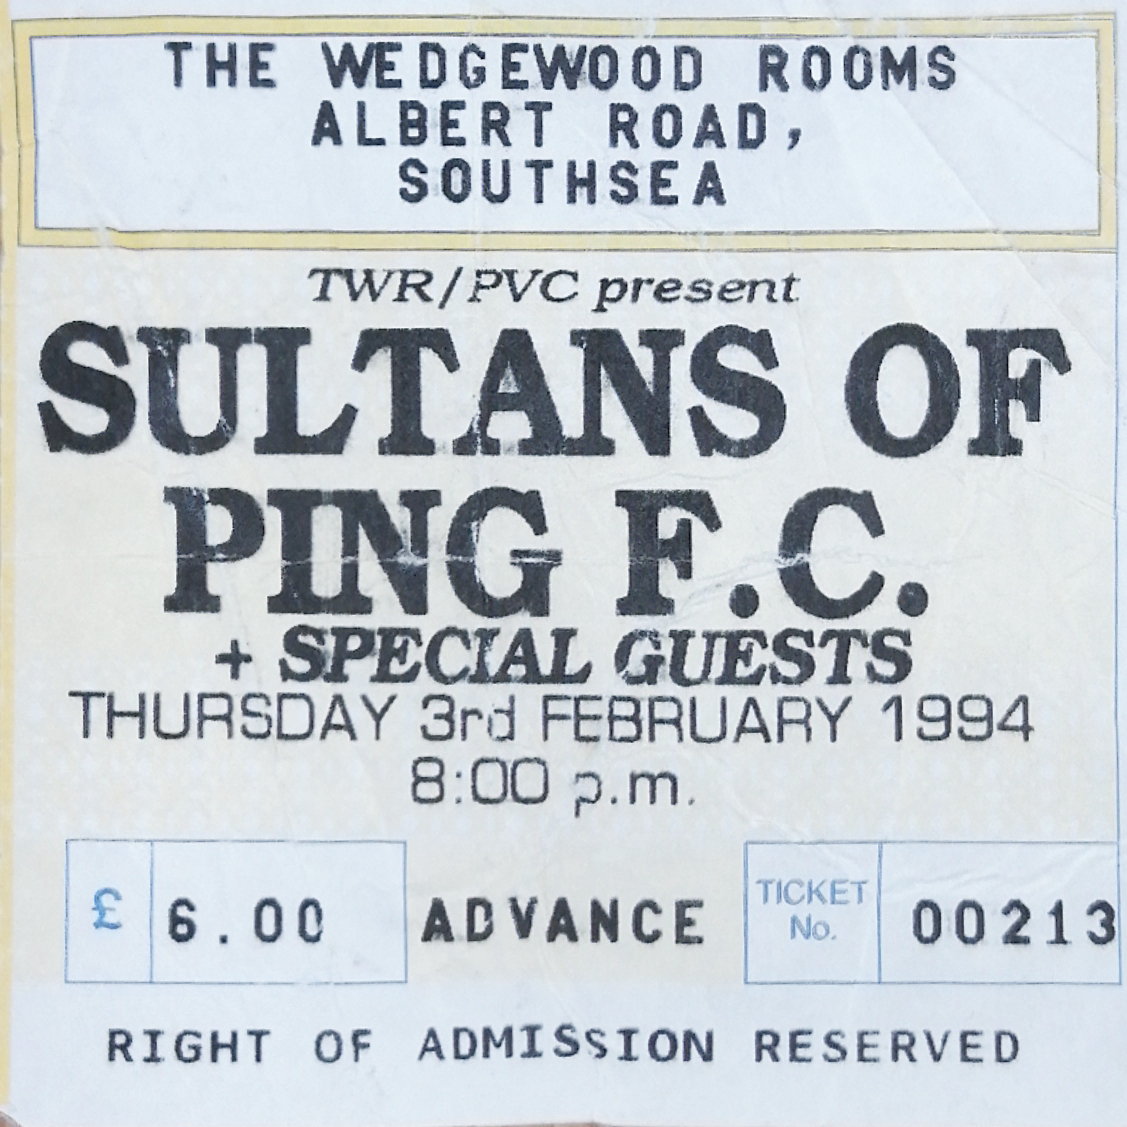 THE WEDGEWOOD ROOMS
ALBERT ROAD,
SOUTHSEA
TWR/PVC present
SULTANS OF
PING F.C.
+ SPECIAL GUESTS
THURSDAY 3rd FEBRUARY 1994
8:00 p.m.
£ 6.00 ADVANCE TICKET No. 00213
RIGHT OF ADMISSION RESERVED